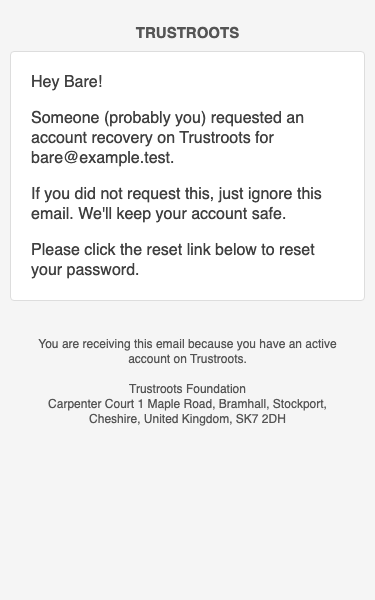 TRUSTROOTS
Hey Bare!
Someone (probably you) requested an
account recovery on Trustroots for
bare@example.test.
If you did not request this, just ignore this
email. We'll keep your account safe.
Please click the reset link below to reset
your password.
You are receiving this email because you have an active
account on Trustroots.
Trustroots Foundation
Carpenter Court 1 Maple Road, Bramhall, Stockport,
Cheshire, United Kingdom, SK7 2DH